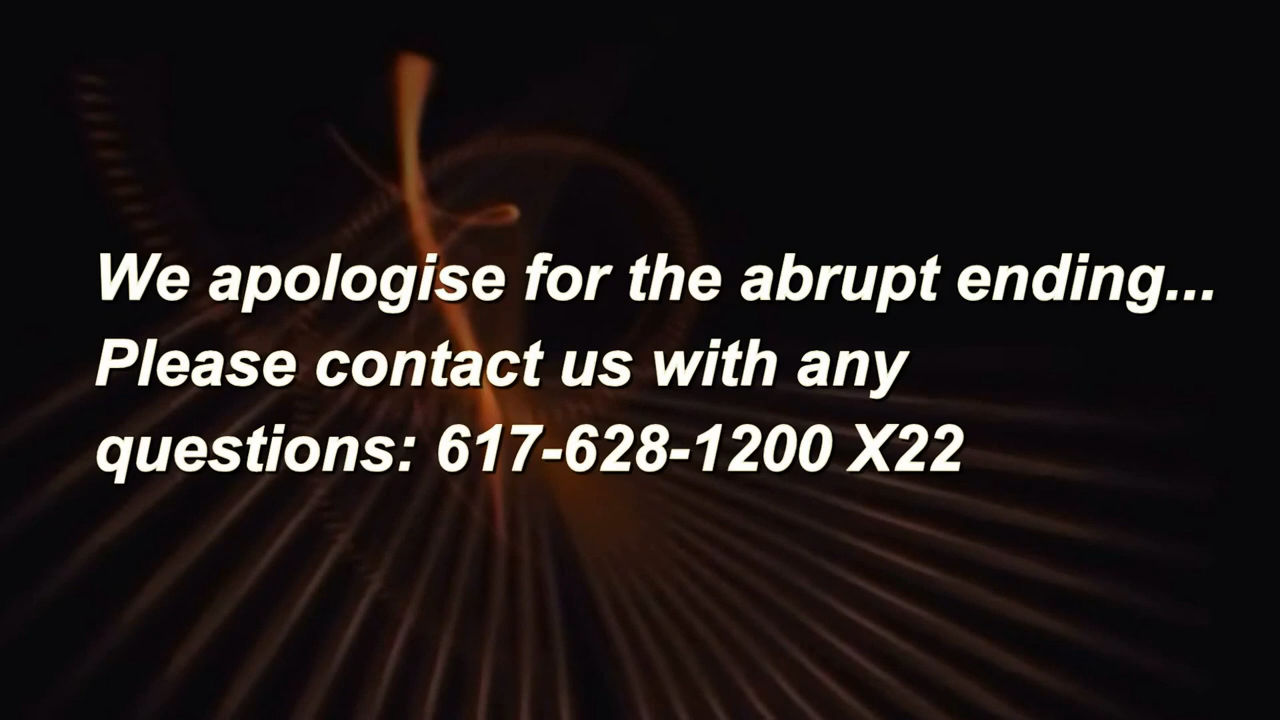 We apologise for the abrupt ending...
Please contact us with any
questions: 617-628-1200 X22